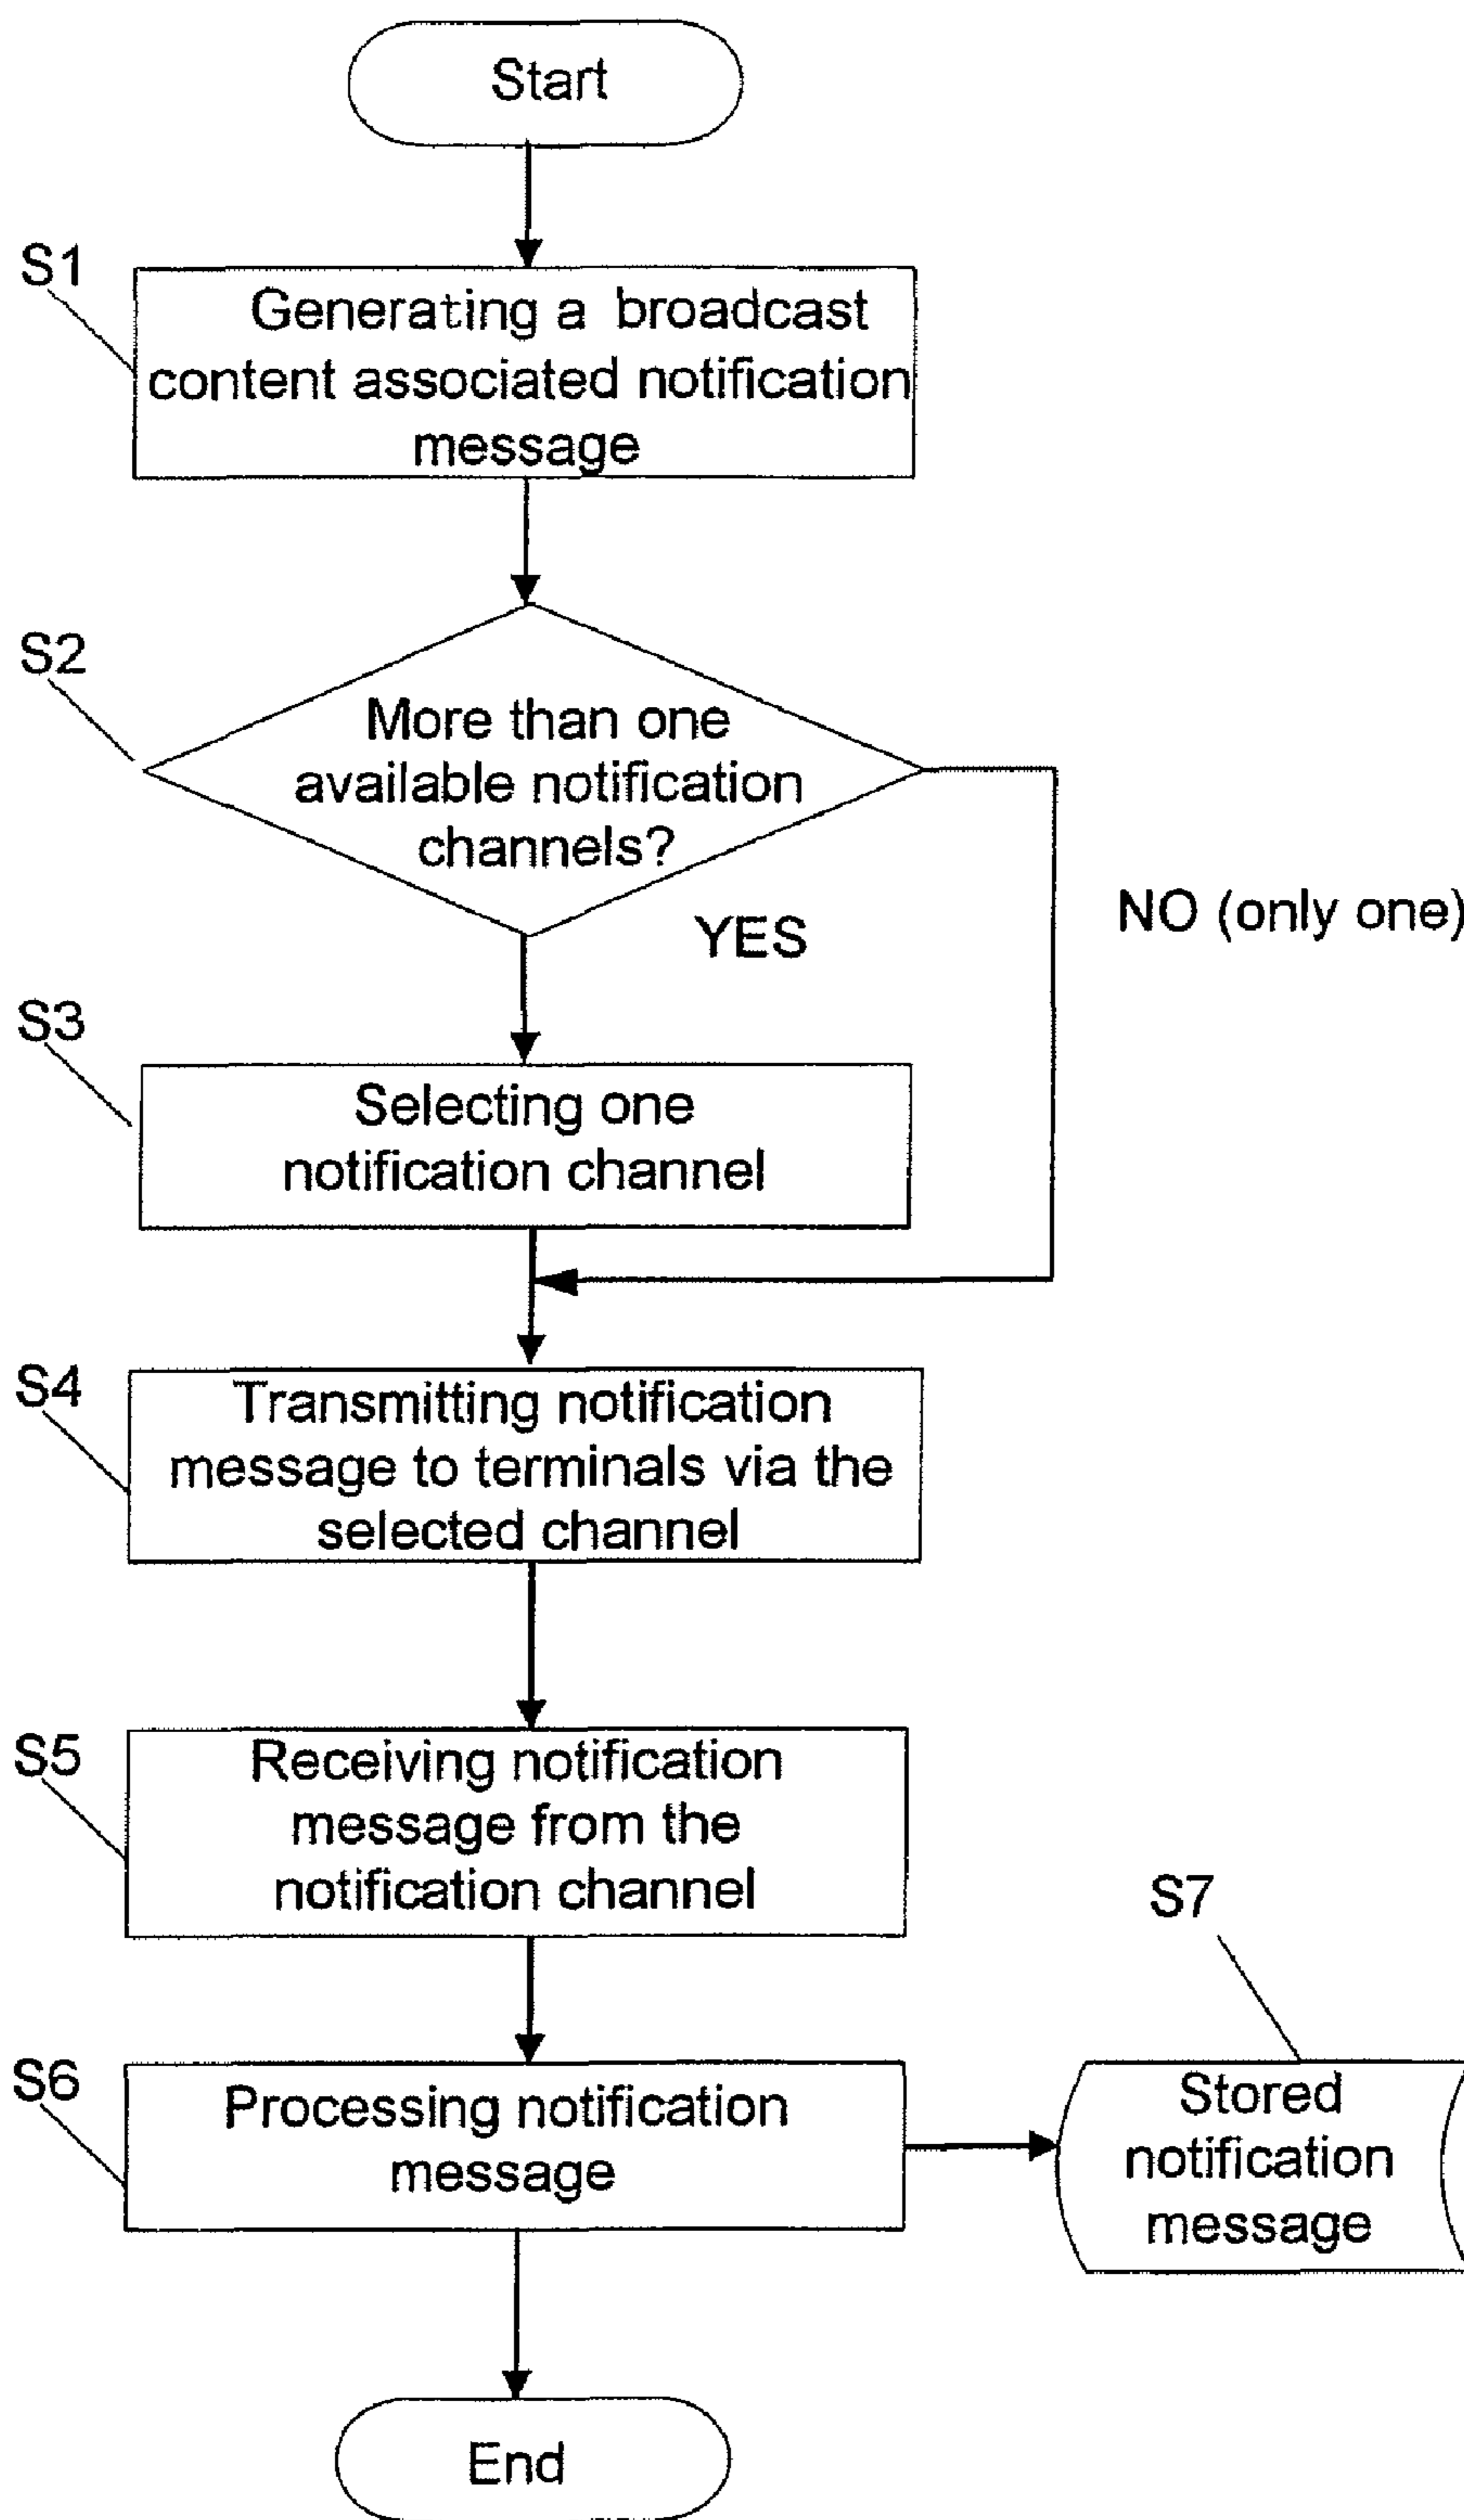 Start
S1
Generating a broadcast
content associated notification
message
S2
More than one
available notification
channels?
YES
NO (only one)
S3
Selecting one
notification channel
S4
Transmitting notification
message to terminals via the
selected channel
S5
Receiving notification
message from the
notification channel
S7
S6
Processing notification
message
Stored
notification
message
End